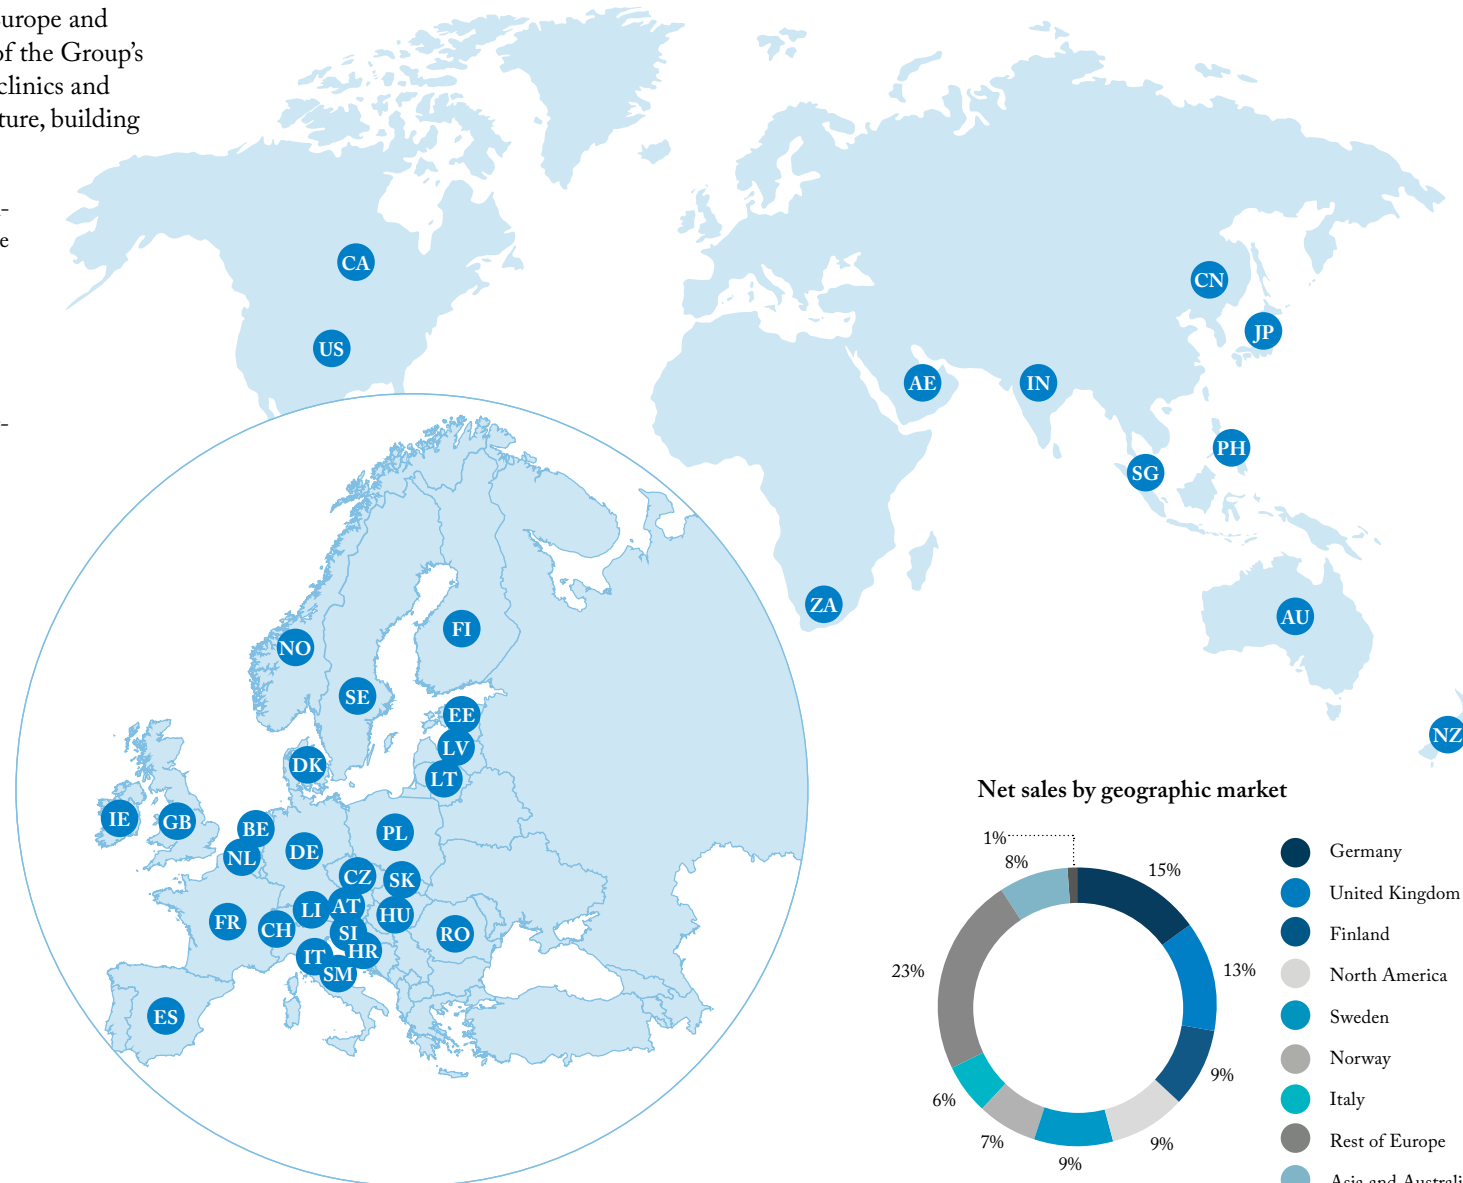 urope and
of the Group's
clinics and
ture, building
-
e
-
CA
US
CN
JP
AE
IN
PH
SG
ZA
AU
NZ
NO
FI
SE
EE
LV
LT
DK
IE
GB
BE
NL
DE
PL
CZ
SK
FR
CH
LI
AT
HU
SI
HR
RO
IT
SM
ES
Net sales by geographic market
1%
8%
15%
23%
13%
9%
6%
7%
9%
9%
Germany
United Kingdom
Finland
North America
Sweden
Norway
Italy
Rest of Europe
Asia and Australi